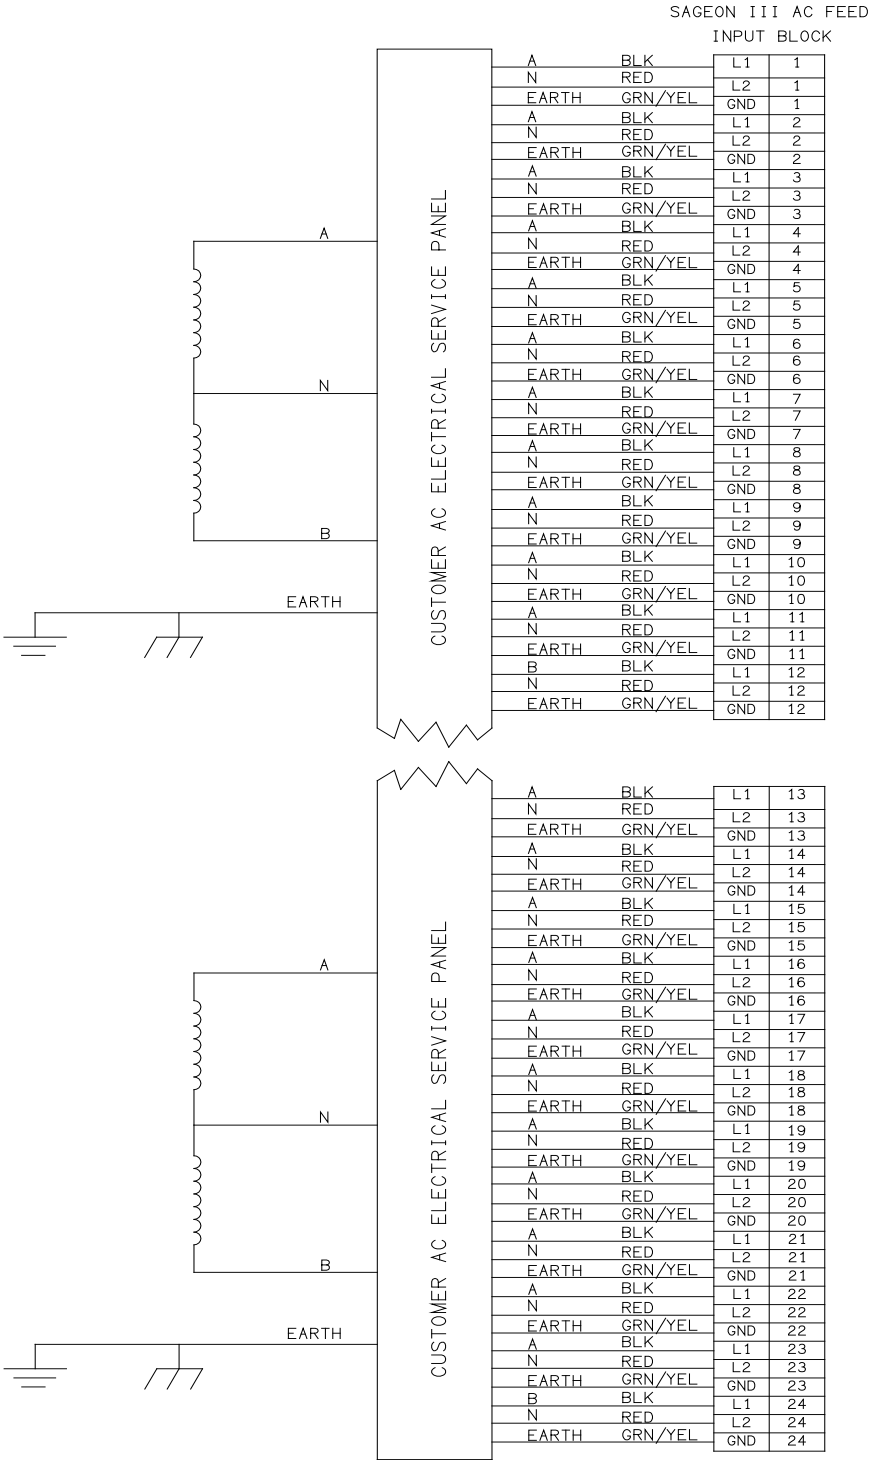 SAGEON III AC FEED
INPUT BLOCK
A BLK L1 1
N RED L2 1
EARTH GRN/YEL GND 1
A BLK L1 2
N RED L2 2
EARTH GRN/YEL GND 2
A BLK L1 3
N RED L2 3
EARTH GRN/YEL GND 3
A BLK L1 4
N RED L2 4
EARTH GRN/YEL GND 4
A BLK L1 5
N RED L2 5
EARTH GRN/YEL GND 5
A BLK L1 6
N RED L2 6
EARTH GRN/YEL GND 6
A BLK L1 7
N RED L2 7
EARTH GRN/YEL GND 7
A BLK L1 8
N RED L2 8
EARTH GRN/YEL GND 8
A BLK L1 9
N RED L2 9
EARTH GRN/YEL GND 9
A BLK L1 10
N RED L2 10
EARTH GRN/YEL GND 10
A BLK L1 11
N RED L2 11
EARTH GRN/YEL GND 11
B BLK L1 12
N RED L2 12
EARTH GRN/YEL GND 12
CUSTOMER AC ELECTRICAL SERVICE PANEL
A
N
B
EARTH
A BLK L1 13
N RED L2 13
EARTH GRN/YEL GND 13
A BLK L1 14
N RED L2 14
EARTH GRN/YEL GND 14
A BLK L1 15
N RED L2 15
EARTH GRN/YEL GND 15
A BLK L1 16
N RED L2 16
EARTH GRN/YEL GND 16
A BLK L1 17
N RED L2 17
EARTH GRN/YEL GND 17
A BLK L1 18
N RED L2 18
EARTH GRN/YEL GND 18
A BLK L1 19
N RED L2 19
EARTH GRN/YEL GND 19
A BLK L1 20
N RED L2 20
EARTH GRN/YEL GND 20
A BLK L1 21
N RED L2 21
EARTH GRN/YEL GND 21
A BLK L1 22
N RED L2 22
EARTH GRN/YEL GND 22
A BLK L1 23
N RED L2 23
EARTH GRN/YEL GND 23
B BLK L1 24
N RED L2 24
EARTH GRN/YEL GND 24
CUSTOMER AC ELECTRICAL SERVICE PANEL
A
N
B
EARTH